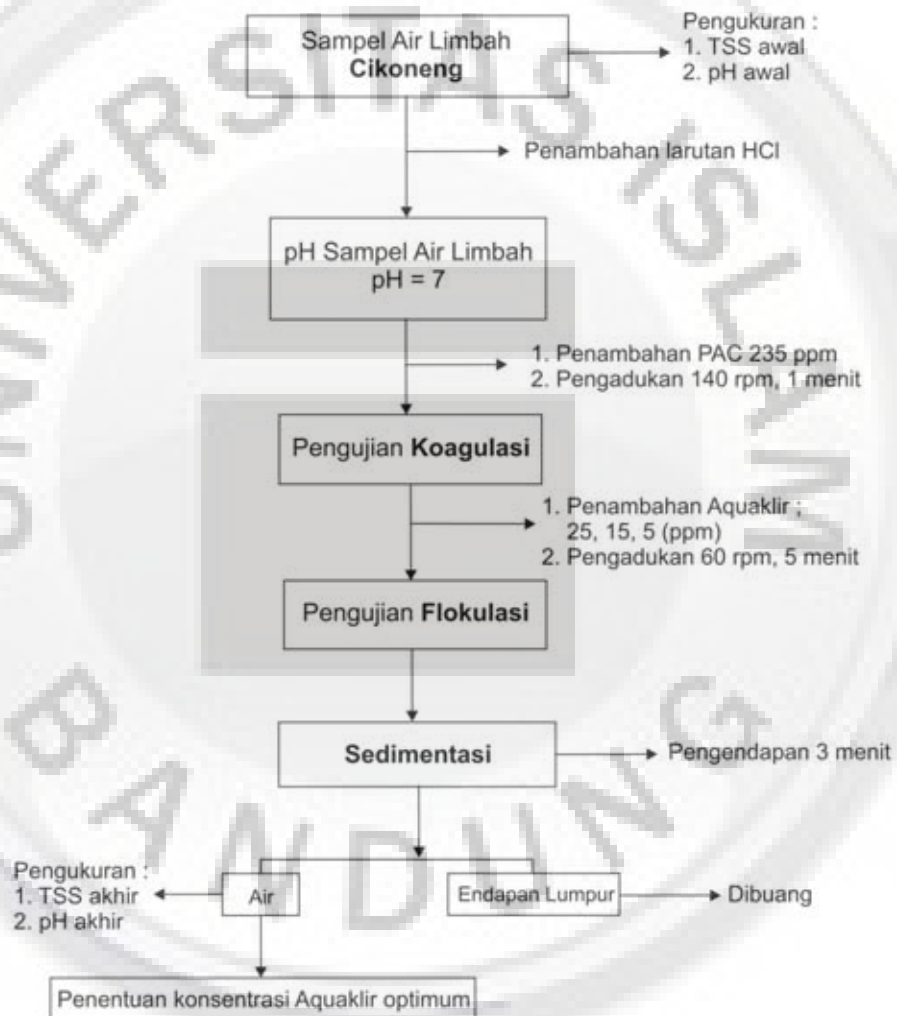 Sampel Air Limbah
Cikoneng
Pengukuran :
1. TSS awal
2. pH awal
Penambahan larutan HCl
pH Sampel Air Limbah
pH = 7
1. Penambahan PAC 235 ppm
2. Pengadukan 140 rpm, 1 menit
Pengujian Koagulasi
1. Penambahan Aquaklir ;
25, 15, 5 (ppm)
2. Pengadukan 60 rpm, 5 menit
Pengujian Flokulasi
Sedimentasi
Pengendapan 3 menit
Pengukuran :
1. TSS akhir
2. pH akhir
Air
Endapan Lumpur
Dibuang
Penentuan konsentrasi Aquaklir optimum
UNIVERSITAS ISLAM
BANDUNG